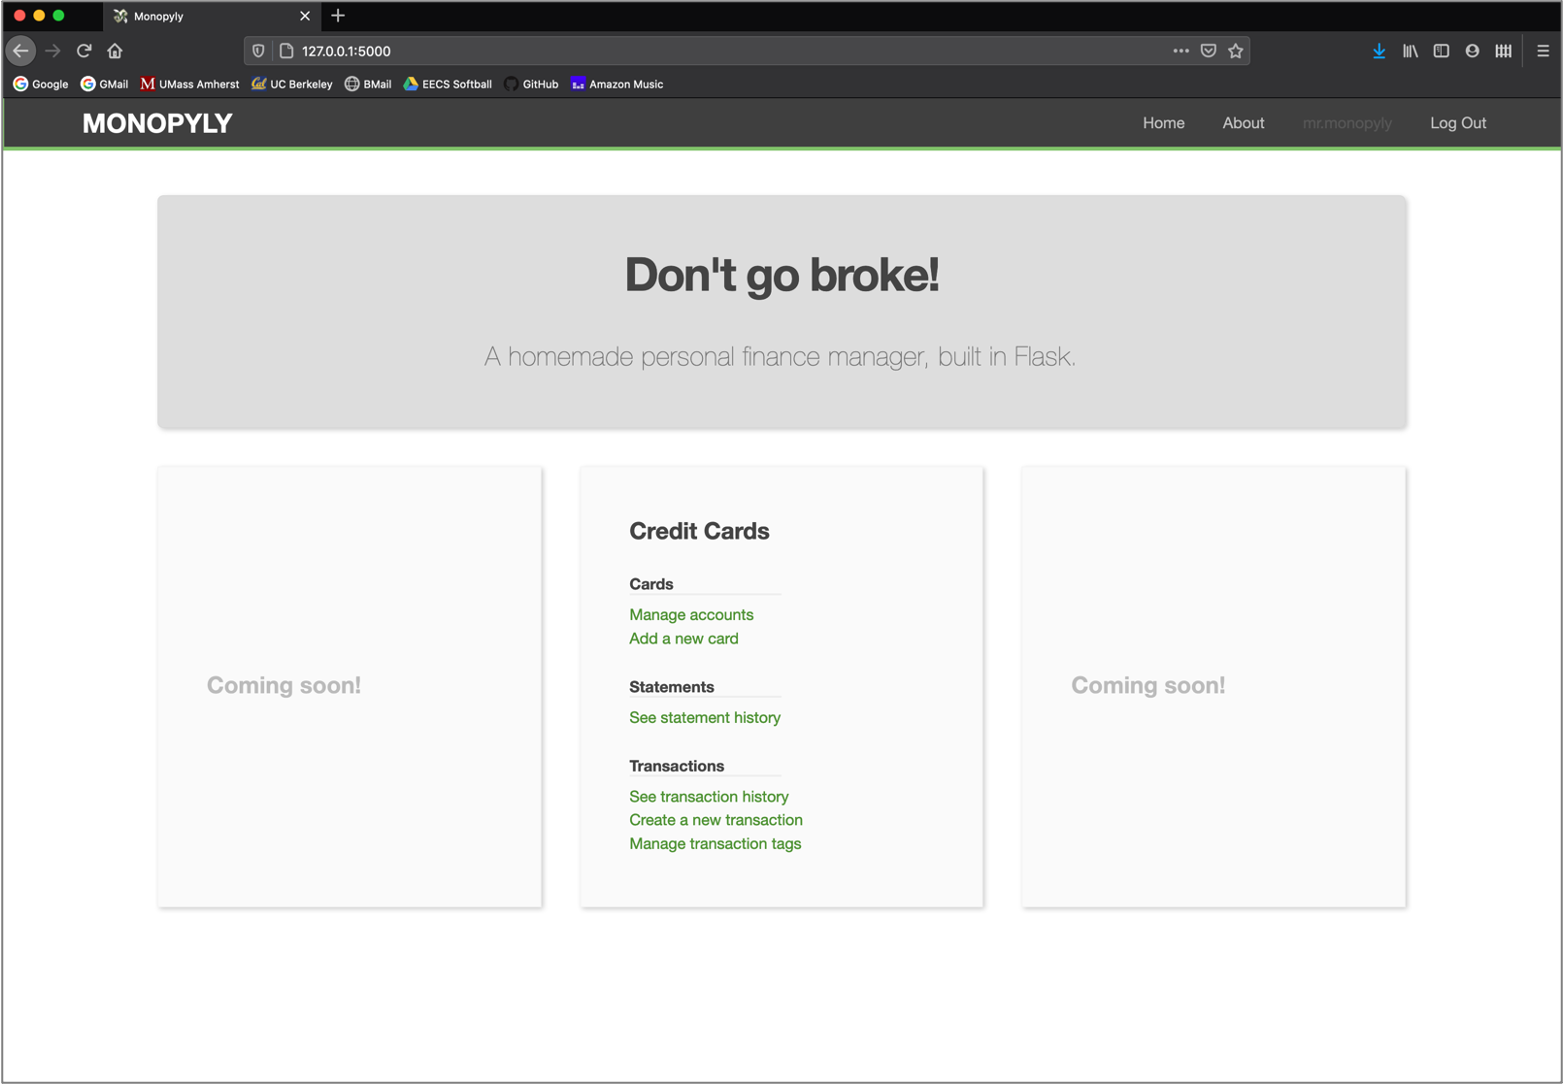 Monopyly
127.0.0.1:5000
Google GMail UMass Amherst UC Berkeley BMail EECS Softball GitHub Amazon Music
MONOPYLY Home About mr.monopyly Log Out
Don't go broke!
A homemade personal finance manager, built in Flask.
Coming soon!
Credit Cards
Cards
Manage accounts
Add a new card
Statements
See statement history
Transactions
See transaction history
Create a new transaction
Manage transaction tags
Coming soon!